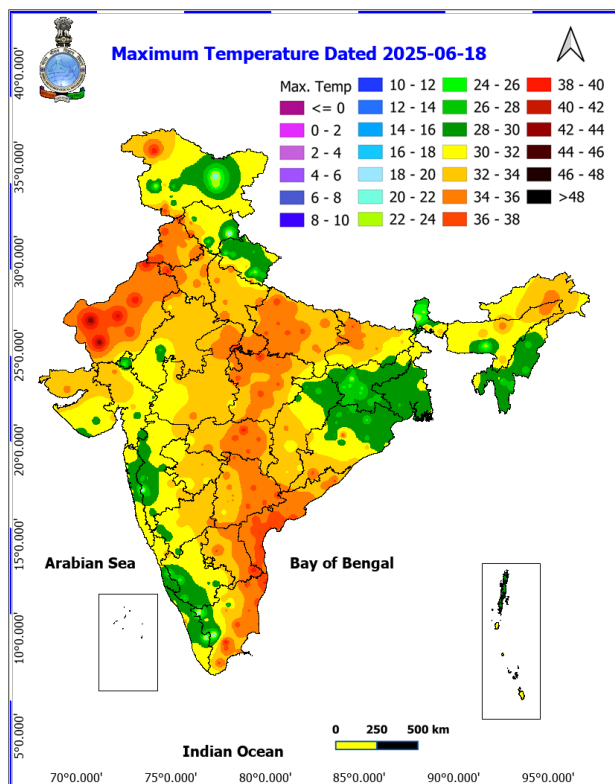 Maximum Temperature Dated 2025-06-18
Max. Temp
<= 0
0 - 2
2 - 4
4 - 6
6 - 8
8 - 10
10 - 12
12 - 14
14 - 16
16 - 18
18 - 20
20 - 22
22 - 24
24 - 26
26 - 28
28 - 30
30 - 32
32 - 34
34 - 36
36 - 38
38 - 40
40 - 42
42 - 44
44 - 46
46 - 48
>48
40°0.000'
35°0.000'
30°0.000'
25°0.000'
20°0.000'
15°0.000'
10°0.000'
5°0.000'
Arabian Sea
Bay of Bengal
0 250 500 km
Indian Ocean
70°0.000' 75°0.000' 80°0.000' 85°0.000' 90°0.000' 95°0.000'